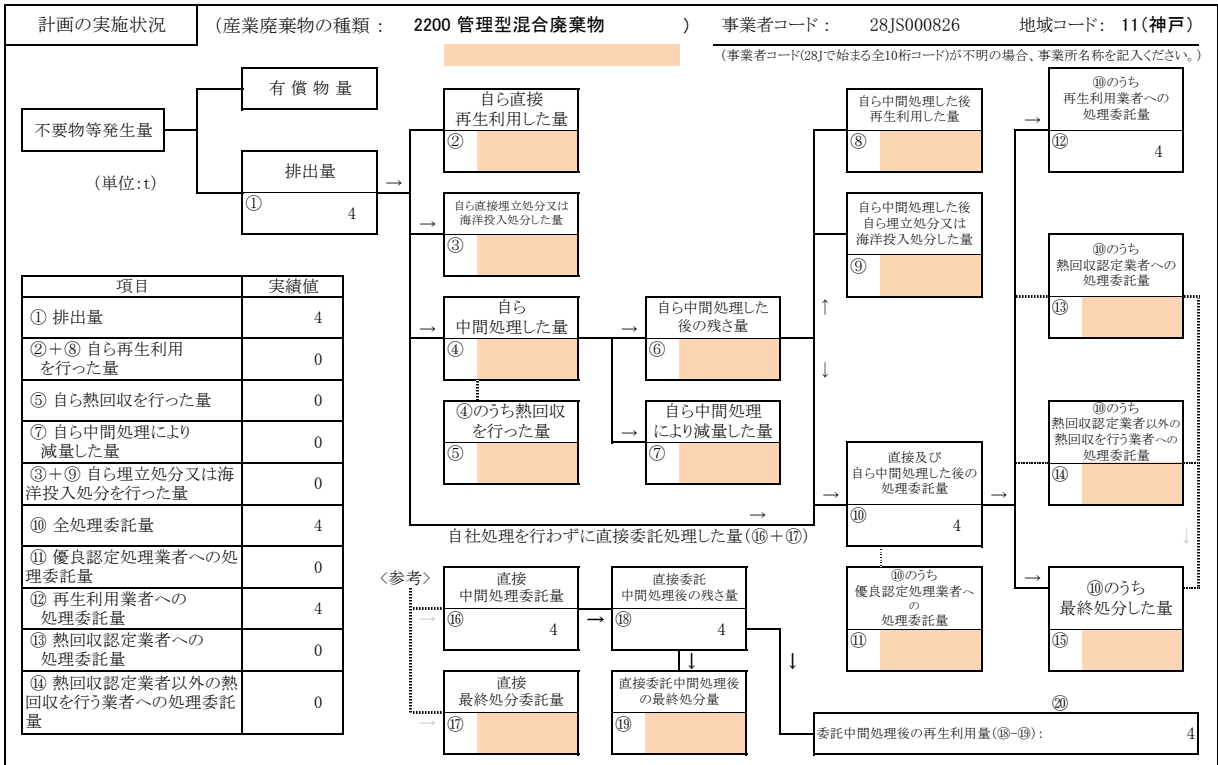 計画の実施状況
(産業廃棄物の種類：
2200 管理型混合廃棄物
)
事業者コード：
28JS000826
地域コード：
11(神戸)
(事業者コード(28Jで始まる全10桁コード)が不明の場合、事業所名称を記入ください。)
不要物等発生量
(単位:t)
有償物量
排出量
①
4
→
自ら直接
再生利用した量
②
→
自ら直接埋立処分又は
海洋投入処分した量
③
→
自ら
中間処理した量
④
④のうち熱回収
を行った量
⑤
→
自ら中間処理した
後の残さ量
⑥
→
自ら中間処理
により減量した量
⑦
自ら中間処理した後
再生利用した量
⑧
自ら中間処理した後
自ら埋立処分又は
海洋投入処分した量
⑨
↑
↓
→
直接及び
自ら中間処理した後の
処理委託量
⑩
4
→
⑩のうち
優良認定処理業者へ
の
処理委託量
⑪
→
⑩のうち
再生利用業者への
処理委託量
⑫
4
⑩のうち
熱回収認定業者への
処理委託量
⑬
⑩のうち
熱回収認定業者以外の
熱回収を行う業者への
処理委託量
⑭
↓
→
⑩のうち
最終処分した量
⑮
→
自社処理を行わずに直接委託処理した量(⑯+⑰)
項目
実績値
① 排出量
4
②+⑧ 自ら再生利用
を行った量
0
⑤ 自ら熱回収を行った量
0
⑦ 自ら中間処理により
減量した量
0
③+⑨ 自ら埋立処分又は海
洋投入処分を行った量
0
⑩ 全処理委託量
4
⑪ 優良認定処理業者への処
理委託量
0
⑫ 再生利用業者への
処理委託量
4
⑬ 熱回収認定業者への
処理委託量
0
⑭ 熱回収認定業者以外の熱
回収を行う業者への処理委託
量
0
<参考>
→
直接
中間処理委託量
⑯
4
→
直接委託
中間処理後の残さ量
⑱
4
→
直接
最終処分委託量
⑰
↓
直接委託中間処理後
の最終処分量
⑲
↓
⑳
委託中間処理後の再生利用量(⑱-⑲)：
4